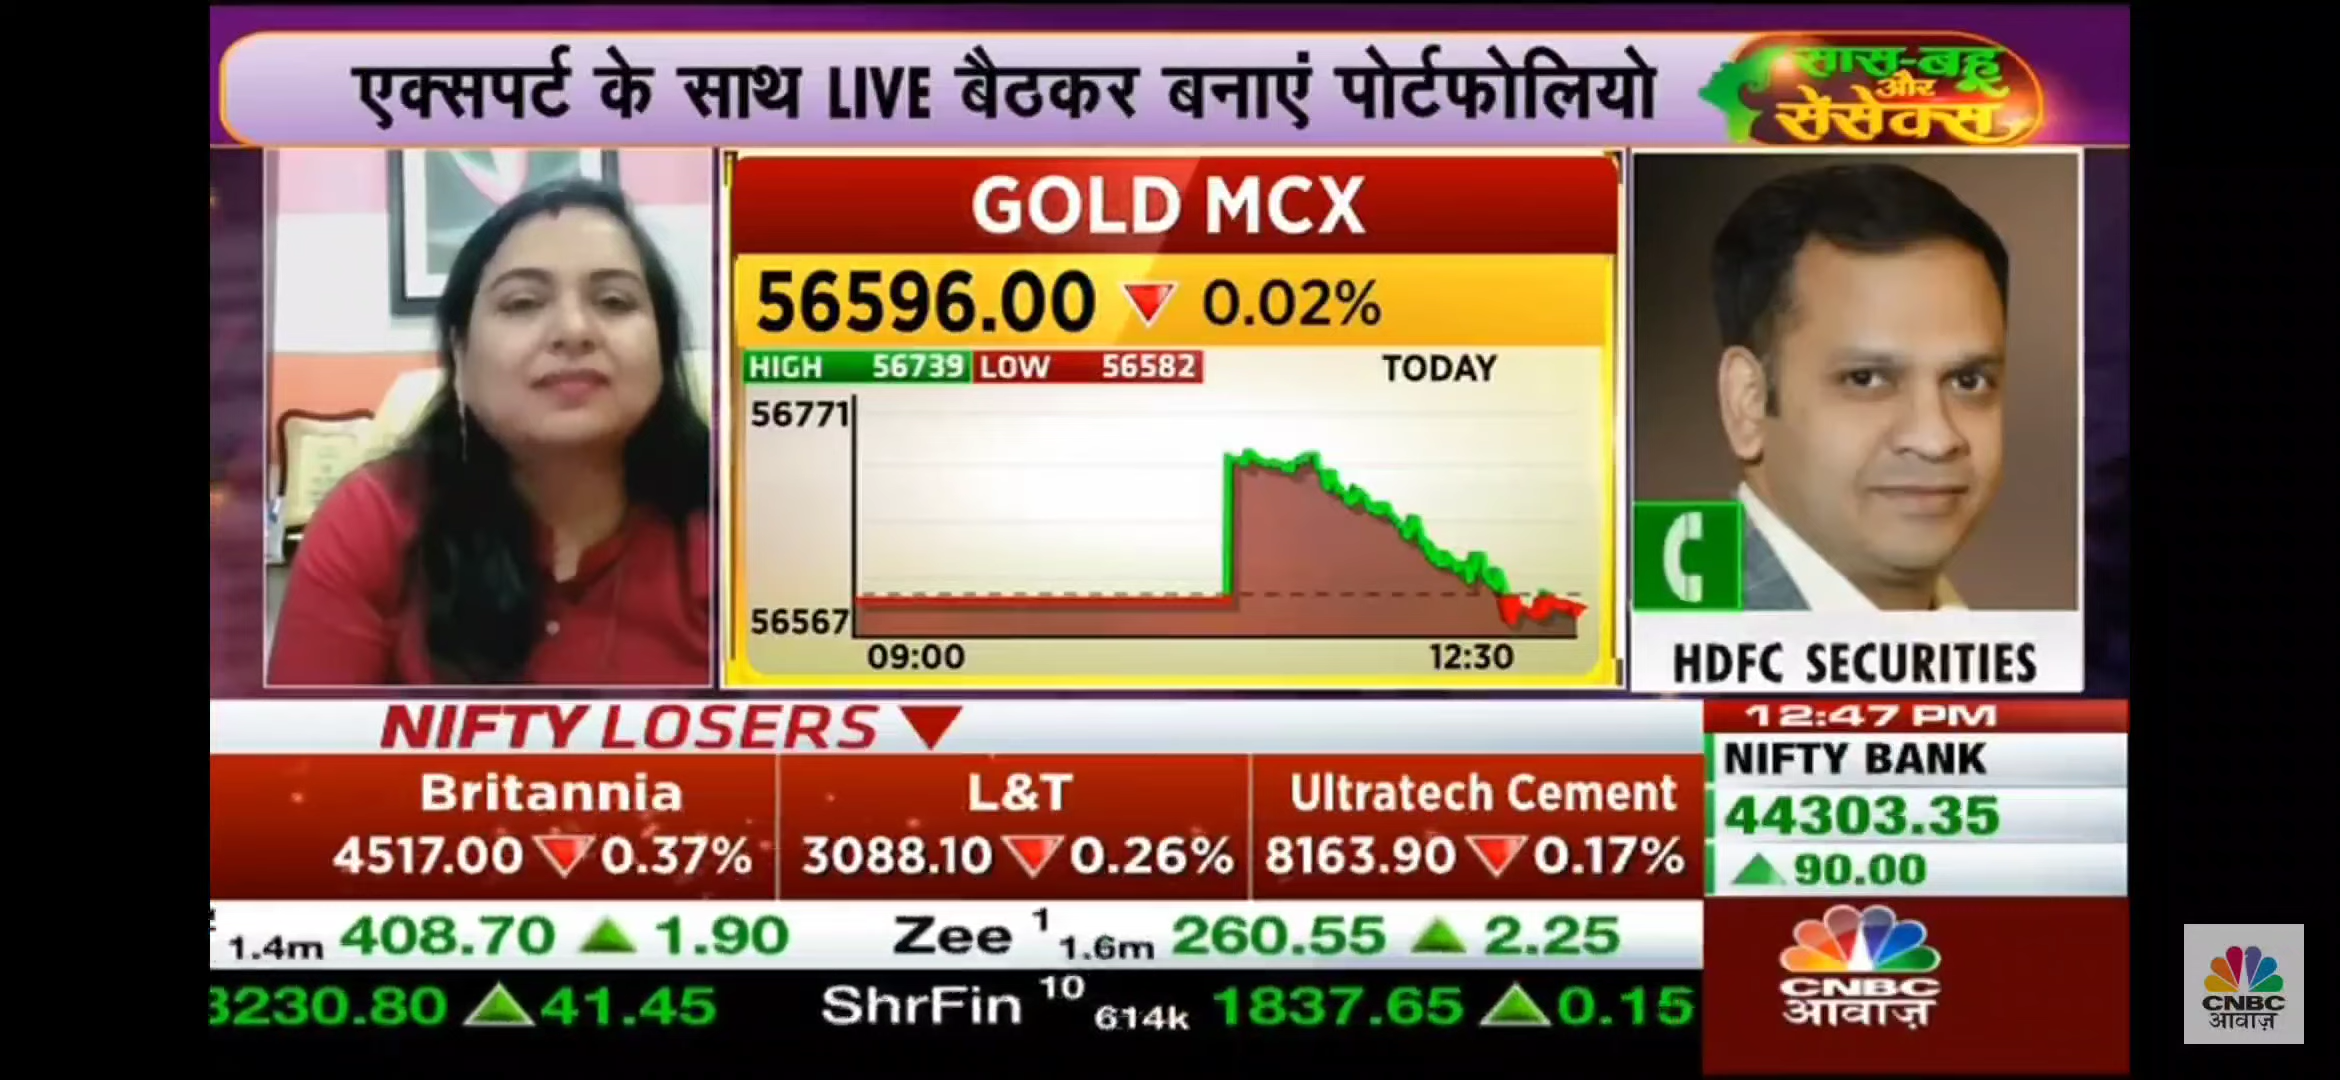 एक्सपर्ट के साथ LIVE बैठकर बनाएं पोर्टफोलियो
सास-बहू
और
सेंसेक्स
GOLD MCX
56596.00 ▼ 0.02%
HIGH 56739 LOW 56582 TODAY
56771
56567
09:00 12:30
HDFC SECURITIES
NIFTY LOSERS ▼
Britannia
4517.00 ▼ 0.37%
L&T
3088.10 ▼ 0.26%
Ultratech Cement
8163.90 ▼ 0.17%
12:47 PM
NIFTY BANK
44303.35
▲ 90.00
1.4m 408.70 ▲ 1.90 Zee 1 1.6m 260.55 ▲ 2.25
3230.80 ▲ 41.45 ShrFin 10 614k 1837.65 ▲ 0.15
CNBC
आवाज़
CNBC
आवाज़